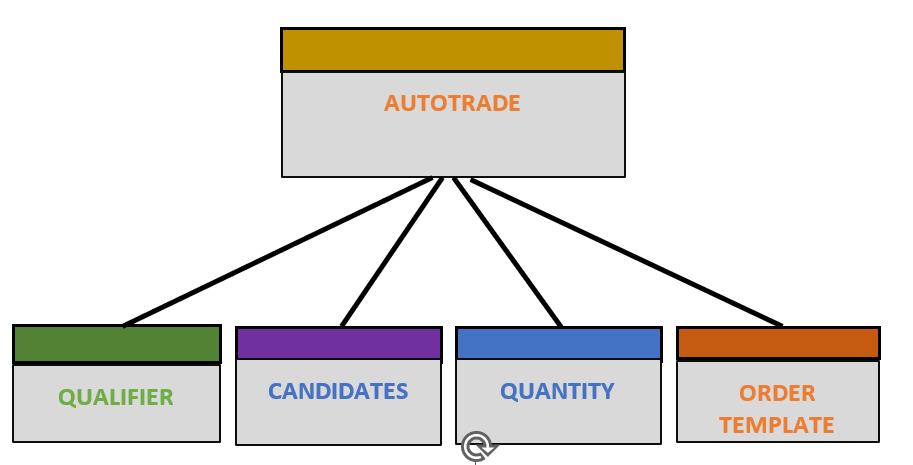 AUTOTRADE
QUALIFIER
CANDIDATES
QUANTITY
ORDER
TEMPLATE